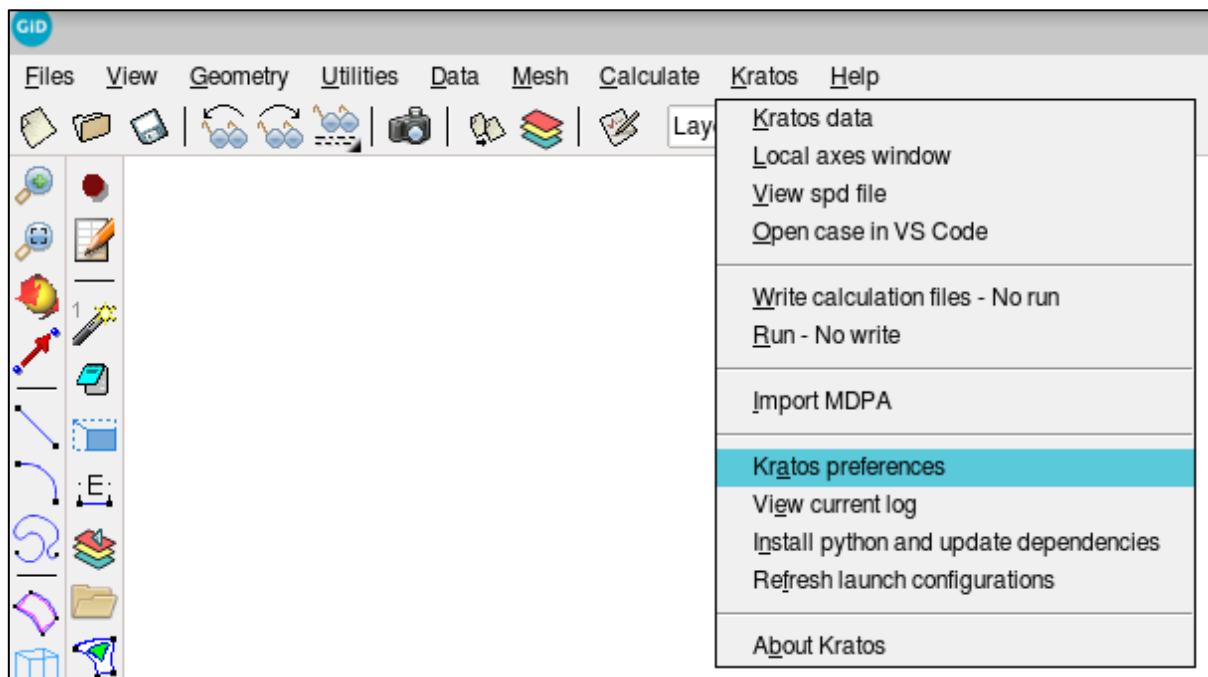 GiD
Files View Geometry Utilities Data Mesh Calculate Kratos Help
Lay
Kratos data
Local axes window
View spd file
Open case in VS Code
Write calculation files - No run
Run - No write
Import MDPA
Kratos preferences
View current log
Install python and update dependencies
Refresh launch configurations
About Kratos
1
E